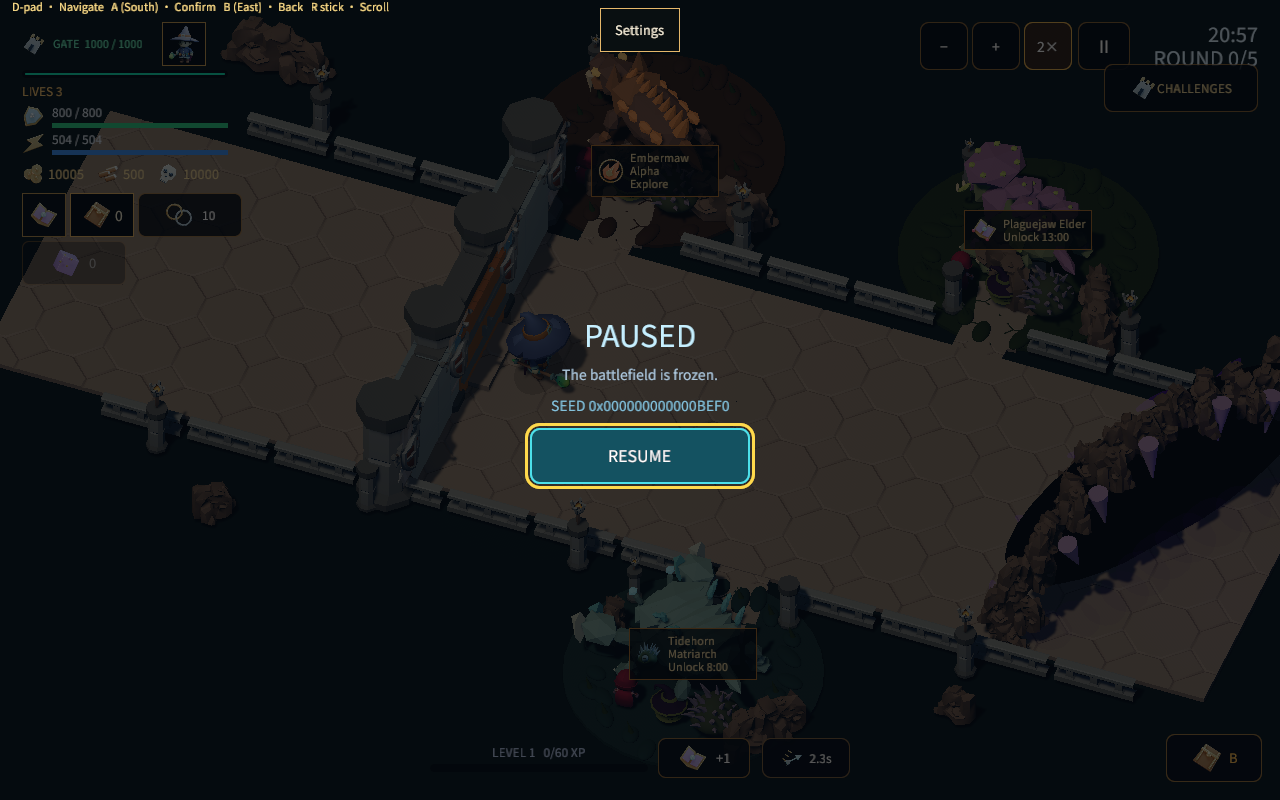 D-pad • Navigate A (South) • Confirm B (East) • Back R stick • Scroll
Settings
GATE 1000 / 1000
− + 2×
20:57
ROUND 0/5
CHALLENGES
LIVES 3
800 / 800
504 / 504
10005 500 10000
0 10
0
Embermaw
Alpha
Explore
Plaguejaw Elder
Unlock 13:00
PAUSED
The battlefield is frozen.
SEED 0x000000000000BEF0
RESUME
Tidehorn
Matriarch
Unlock 8:00
LEVEL 1 0/60 XP
+1
2.3s
B